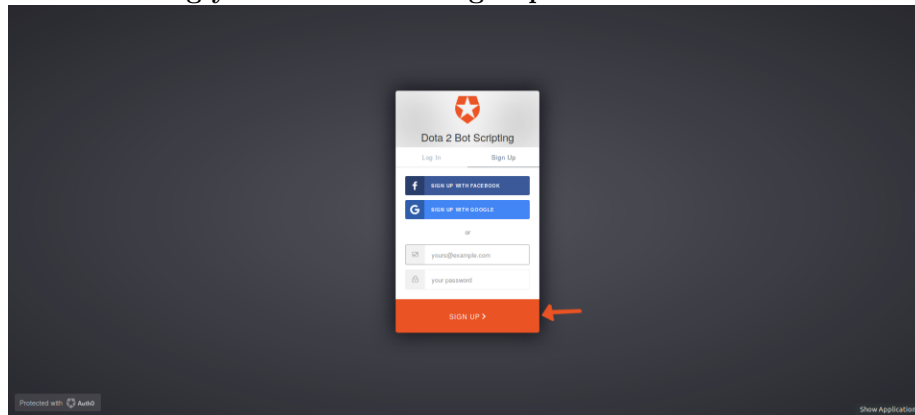 Dota 2 Bot Scripting
Log In Sign Up
f SIGN UP WITH FACEBOOK
G SIGN UP WITH GOOGLE
or
yours@example.com
your password
SIGN UP >
Protected with Auth0
Show Application